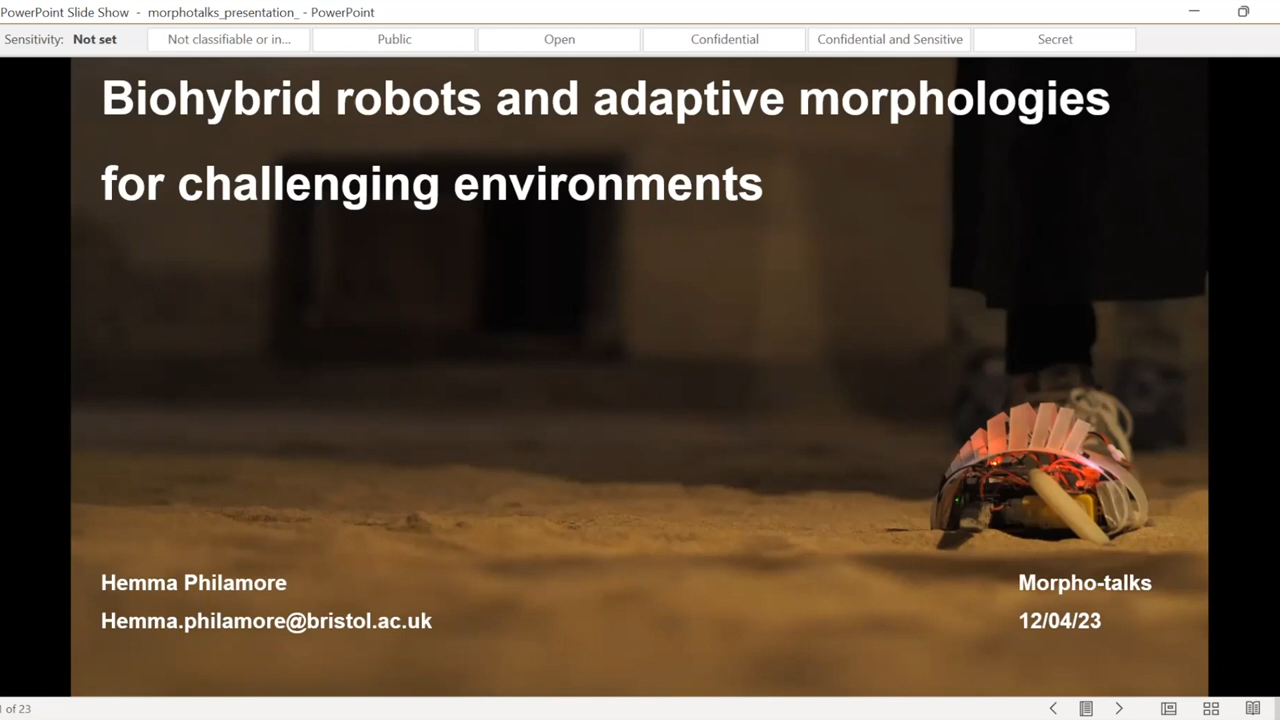 PowerPoint Slide Show - morphotalks_presentation_ - PowerPoint
Sensitivity: Not set Not classifiable or in... Public Open Confidential Confidential and Sensitive Secret
Biohybrid robots and adaptive morphologies
for challenging environments
Hemma Philamore
Morpho-talks
Hemma.philamore@bristol.ac.uk
12/04/23
of 23